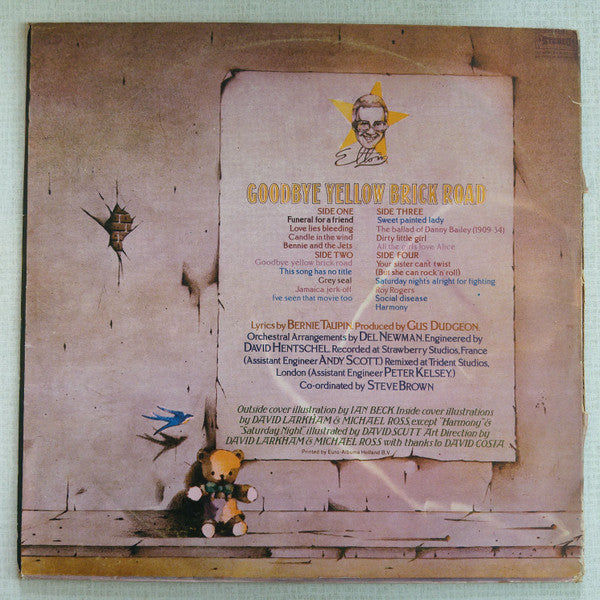 Elton
GOODBYE YELLOW BRICK ROAD
SIDE ONE
Funeral for a friend
Love lies bleeding
Candle in the wind
Bennie and the Jets
SIDE TWO
Goodbye yellow brick road
This song has no title
Grey seal
Jamaica jerk-off
I've seen that movie too
SIDE THREE
Sweet painted lady
The ballad of Danny Bailey (1909-34)
Dirty little girl
All the girls love Alice
SIDE FOUR
Your sister can't twist
(But she can rock'n roll)
Saturday nights alright for fighting
Roy Rogers
Social disease
Harmony
Lyrics by BERNIE TAUPIN. Produced by GUS DUDGEON.
Orchestral Arrangements by DEL NEWMAN. Engineered by
DAVID HENTSCHEL. Recorded at Strawberry Studios, France
(Assistant Engineer ANDY SCOTT.) Remixed at Trident Studios,
London (Assistant Engineer PETER KELSEY.)
Co-ordinated by STEVE BROWN
Outside cover illustration by IAN BECK Inside cover illustrations
by DAVID LARKHAM & MICHAEL ROSS, except "Harmony" &
"Saturday Night" illustrated by DAVID SCUTT Art Direction by
DAVID LARKHAM & MICHAEL ROSS with thanks to DAVID COSTA
Printed by Euro-Albums Holland B.V.